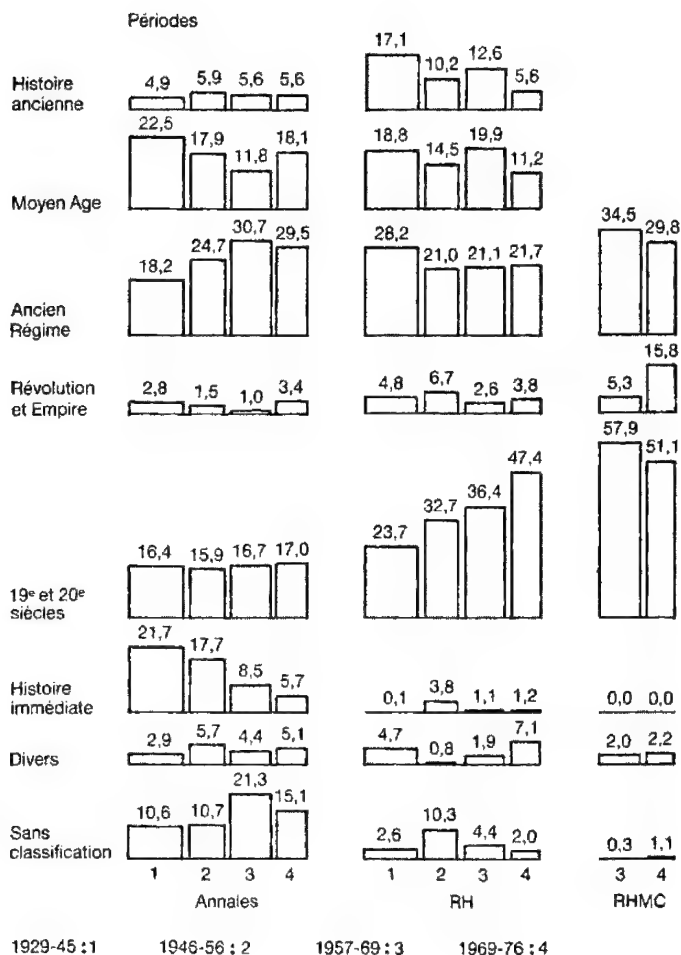 Périodes
17,1 10,2 12,6 5,6
Histoire 4,9 5,9 5,6 5,6
ancienne
22,5 17,9 11,8 18,1 18,8 14,5 19,9 11,2
Moyen Age
34,5 29,8
18,2 24,7 30,7 29,5 28,2 21,0 21,1 21,7
Ancien
Régime
15,8
Révolution 2,8 1,5 1,0 3,4 4,8 6,7 2,6 3,8 5,3
et Empire
57,9 51,1
23,7 32,7 36,4 47,4
16,4 15,9 16,7 17,0
19e et 20e
siècles
21,7 17,7 8,5 5,7
Histoire
immédiate 0,1 3,8 1,1 1,2 0,0 0,0
Divers 2,9 5,7 4,4 5,1 4,7 0,8 1,9 7,1 2,0 2,2
21,3 15,1
10,6 10,7 2,6 10,3 4,4 2,0 0,3 1,1
Sans
classification
1 2 3 4 1 2 3 4 3 4
Annales RH RHMC
1929-45 : 1 1946-56 : 2 1957-69 : 3 1969-76 : 4